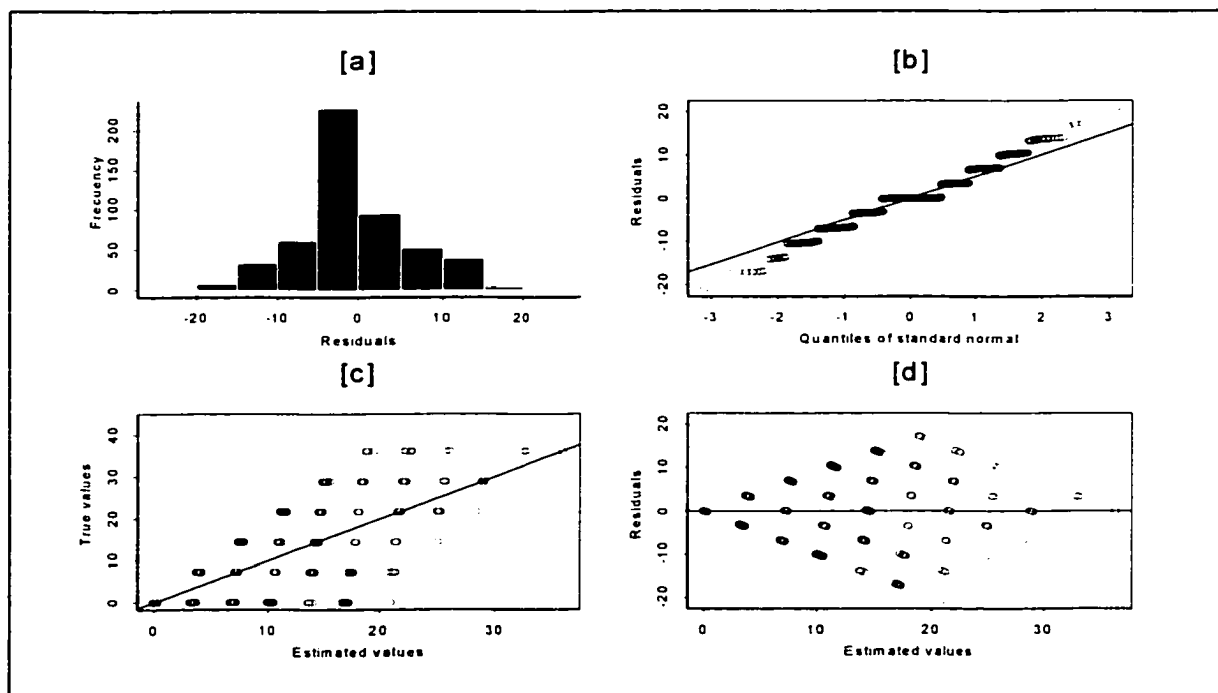 [a]
Frecuency
200
150
100
50
0
-20 -10 0 10 20
Residuals
[b]
Residuals
20
10
0
-10
-20
-3 -2 -1 0 1 2 3
Quantiles of standard normal
[c]
True values
40
30
20
10
0
0 10 20 30
Estimated values
[d]
Residuals
20
10
0
-10
-20
0 10 20 30
Estimated values